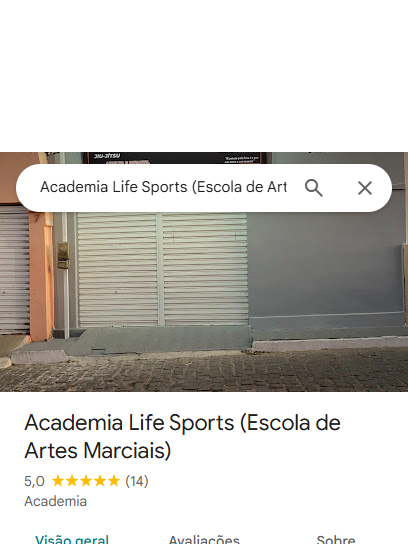 JIU-JÍTSU
Academia Life Sports (Escola de Art
Academia Life Sports (Escola de
Artes Marciais)
5,0 (14)
Academia
Visão geral Avaliações Sobre